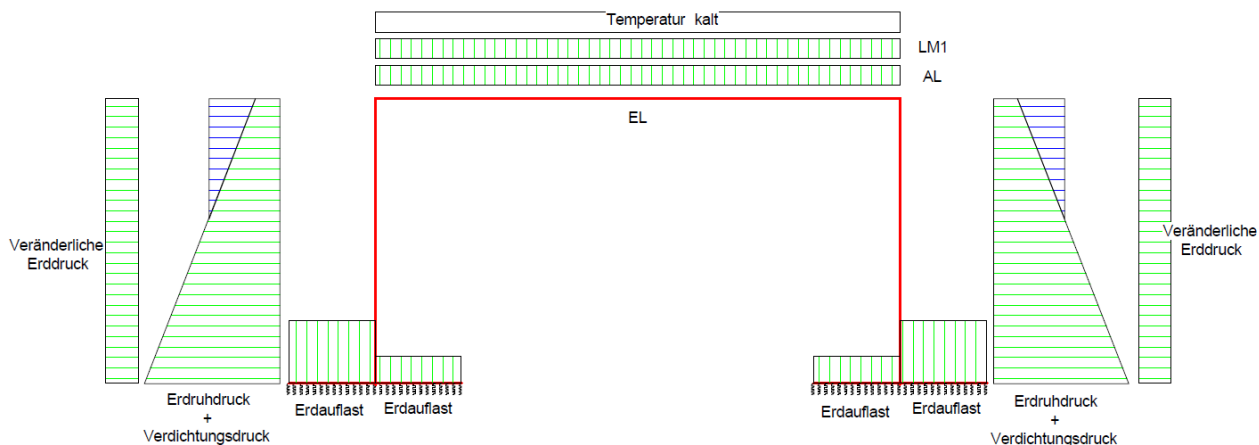 Temperatur kalt
LM1
AL
EL
Veränderliche
Erddruck
Veränderliche
Erddruck
Erdauflast
Erdauflast
Erdauflast
Erdauflast
Erdruhdruck
+
Verdichtungsdruck
Erdruhdruck
+
Verdichtungsdruck